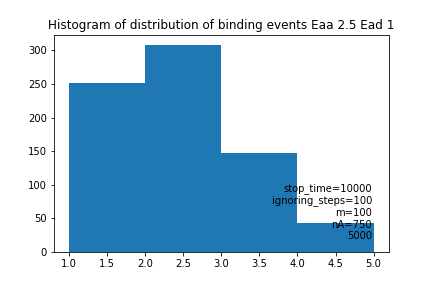 Histogram of distribution of binding events Eaa 2.5 Ead 1
300
250
200
150
100
50
0
stop_time=10000
ignoring_steps=100
m=100
nA=750
5000
1.0 1.5 2.0 2.5 3.0 3.5 4.0 4.5 5.0